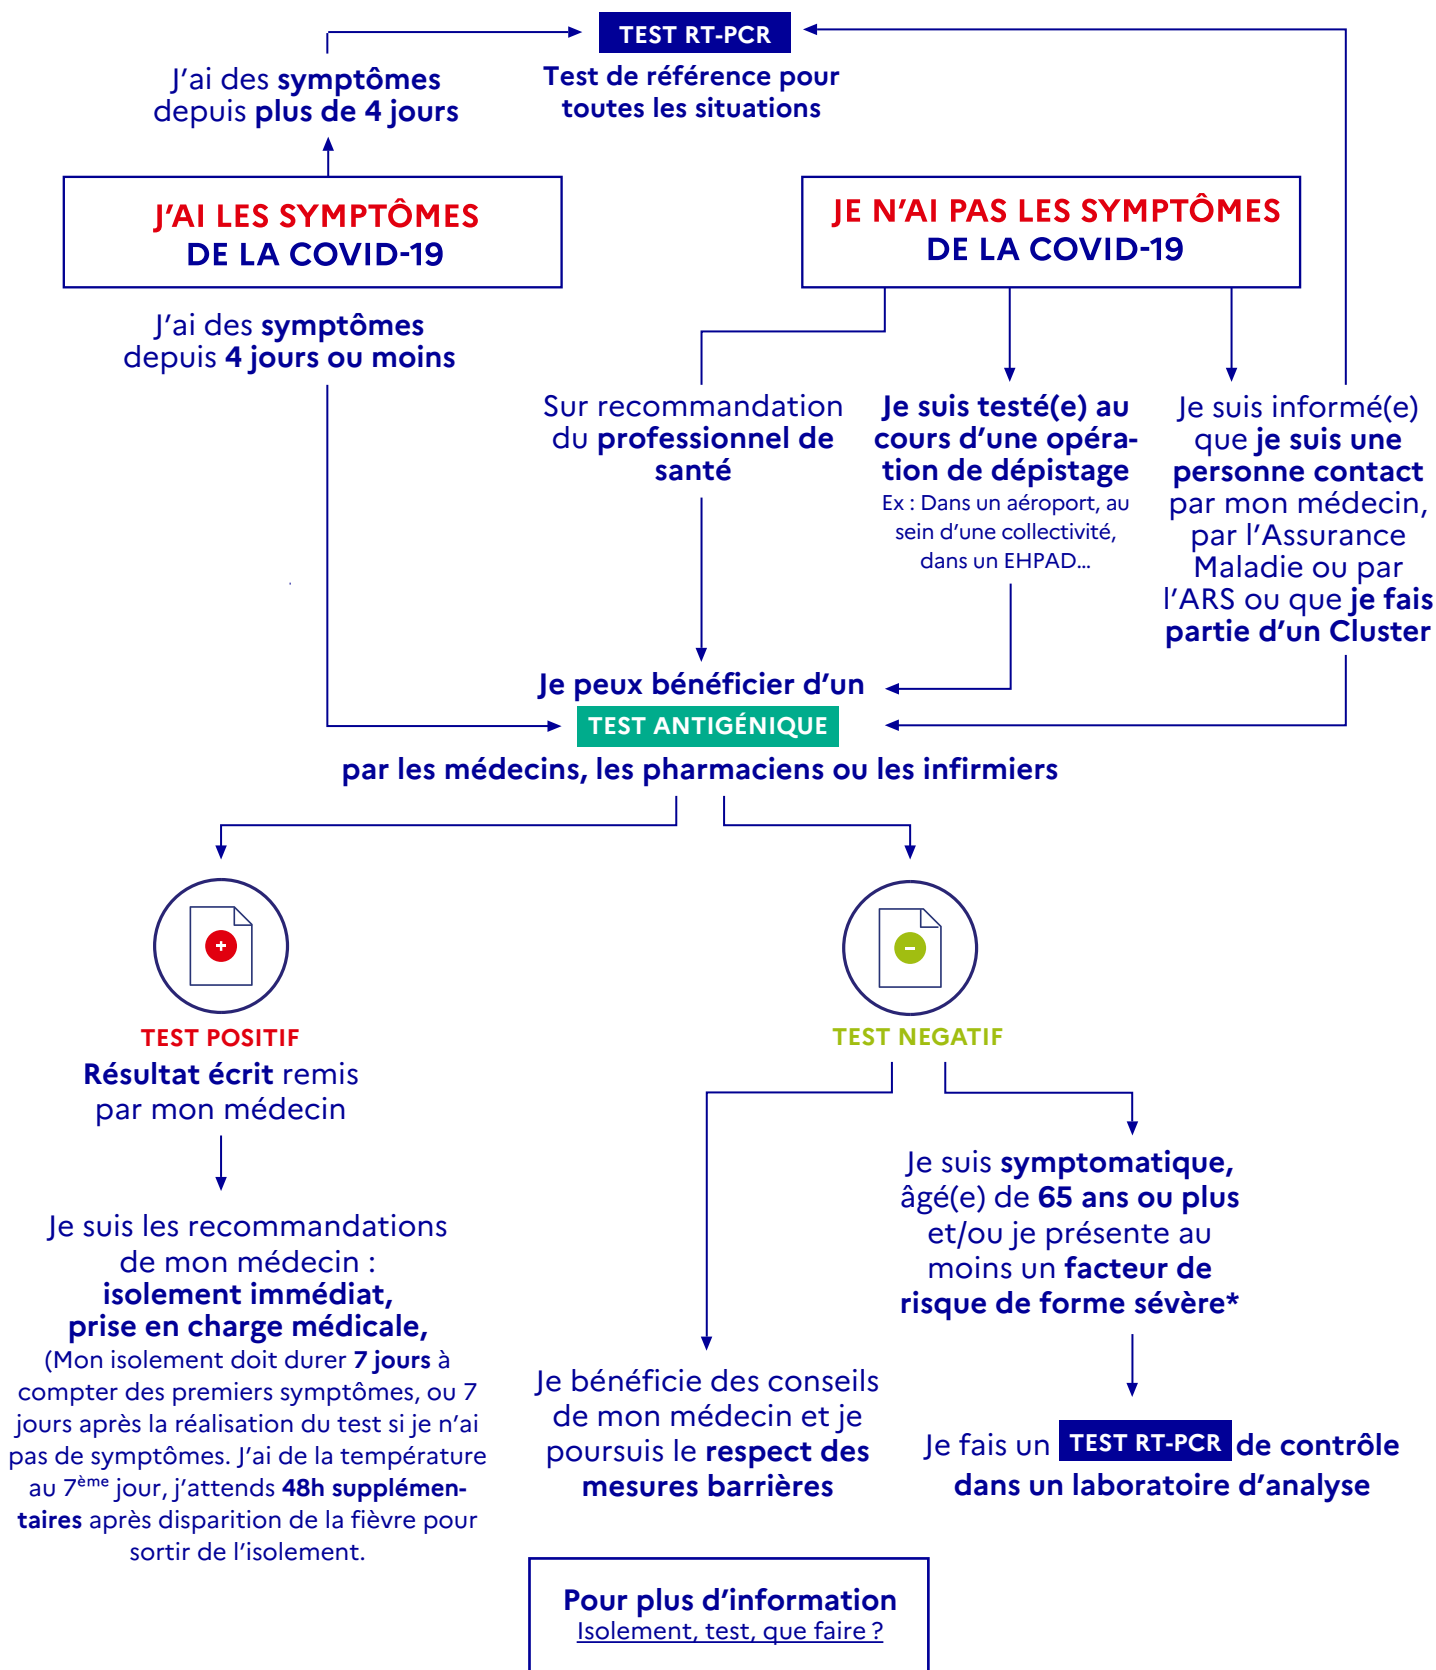 TEST RT-PCR
Test de référence pour
toutes les situations
J'ai des symptômes
depuis plus de 4 jours
J'AI LES SYMPTÔMES
DE LA COVID-19
JE N'AI PAS LES SYMPTÔMES
DE LA COVID-19
J'ai des symptômes
depuis 4 jours ou moins
Sur recommandation
du professionnel de
santé
Je suis testé(e) au
cours d'une opéra-
tion de dépistage
Ex : Dans un aéroport, au
sein d'une collectivité,
dans un EHPAD...
Je suis informé(e)
que je suis une
personne contact
par mon médecin,
par l'Assurance
Maladie ou par
l'ARS ou que je fais
partie d'un Cluster
Je peux bénéficier d'un
TEST ANTIGÉNIQUE
par les médecins, les pharmaciens ou les infirmiers
+
TEST POSITIF
Résultat écrit remis
par mon médecin
Je suis les recommandations
de mon médecin :
isolement immédiat,
prise en charge médicale,
(Mon isolement doit durer 7 jours à
compter des premiers symptômes, ou 7
jours après la réalisation du test si je n'ai
pas de symptômes. J'ai de la température
au 7ème jour, j'attends 48h supplémen-
taires après disparition de la fièvre pour
sortir de l'isolement.
-
TEST NEGATIF
Je bénéficie des conseils
de mon médecin et je
poursuis le respect des
mesures barrières
Je suis symptomatique,
âgé(e) de 65 ans ou plus
et/ou je présente au
moins un facteur de
risque de forme sévère*
Je fais un TEST RT-PCR de contrôle
dans un laboratoire d'analyse
Pour plus d'information
Isolement, test, que faire ?